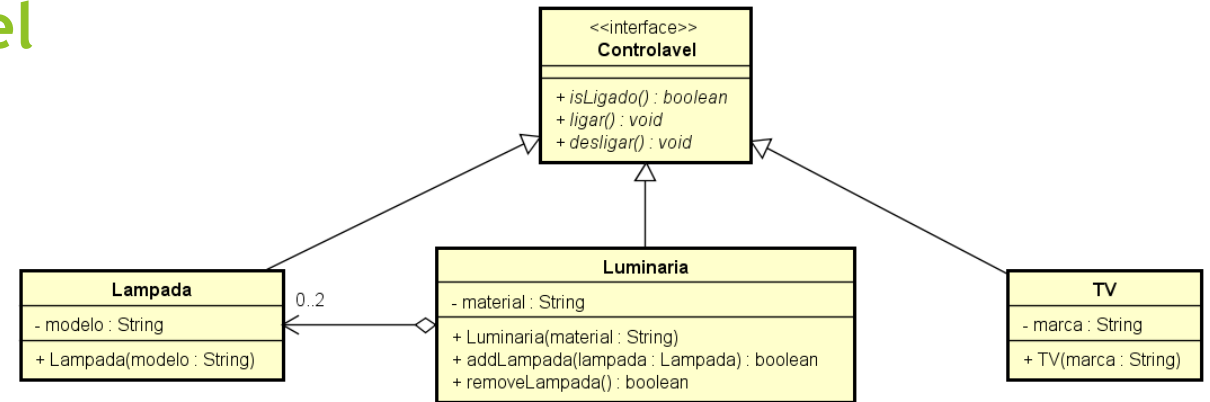 el
<<interface>>
Controlavel
+ isLigado() : boolean
+ ligar() : void
+ desligar() : void
Lampada
- modelo : String
+ Lampada(modelo : String)
0..2
Luminaria
- material : String
+ Luminaria(material : String)
+ addLampada(lampada : Lampada) : boolean
+ removeLampada() : boolean
TV
- marca : String
+ TV(marca : String)